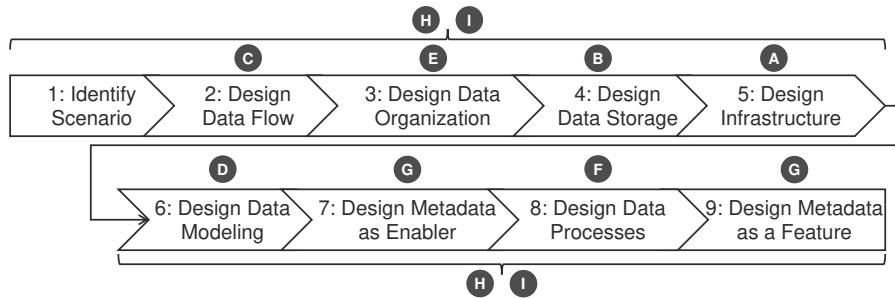 H I
C E B A
1: Identify Scenario
2: Design Data Flow
3: Design Data Organization
4: Design Data Storage
5: Design Infrastructure
D G F G
6: Design Data Modeling
7: Design Metadata as Enabler
8: Design Data Processes
9: Design Metadata as a Feature
H I